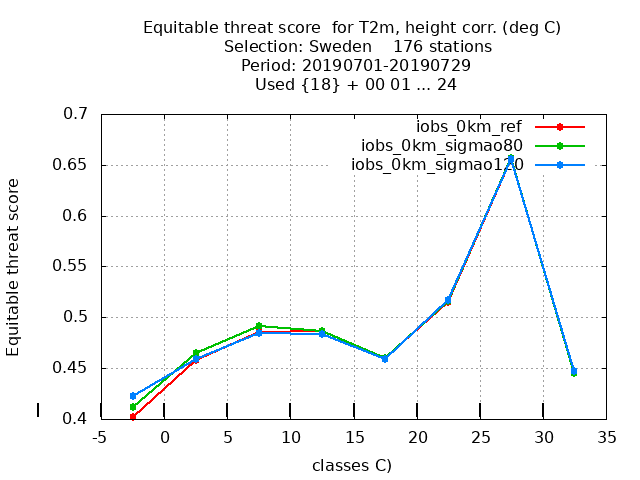 Equitable threat score  for T2m, height corr. (deg C)
Selection: Sweden    176 stations
Period: 20190701-20190729
Used {18} + 00 01 ... 24
iobs_0km_ref
iobs_0km_sigmao80
iobs_0km_sigmao120
Equitable threat score
0.7
0.65
0.6
0.55
0.5
0.45
0.4
-5 0 5 10 15 20 25 30 35
classes C)